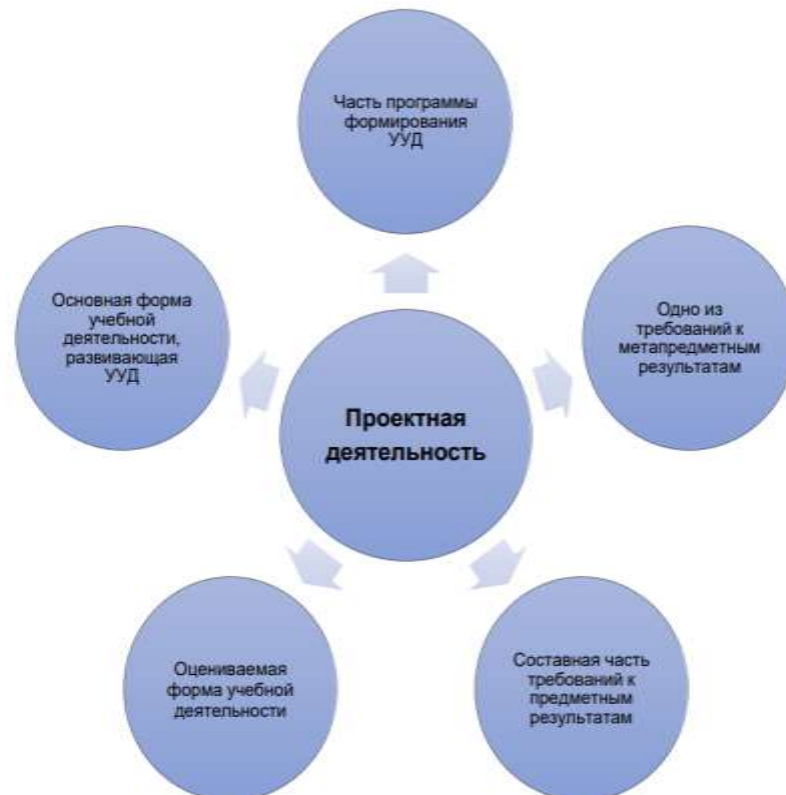 Часть программы
формирования
УУД
Основная форма
учебной
деятельности,
развивающая
УУД
Одно из
требований к
метапредметным
результатам
Проектная
деятельность
Оцениваемая
форма учебной
деятельности
Составная часть
требований к
предметным
результатам